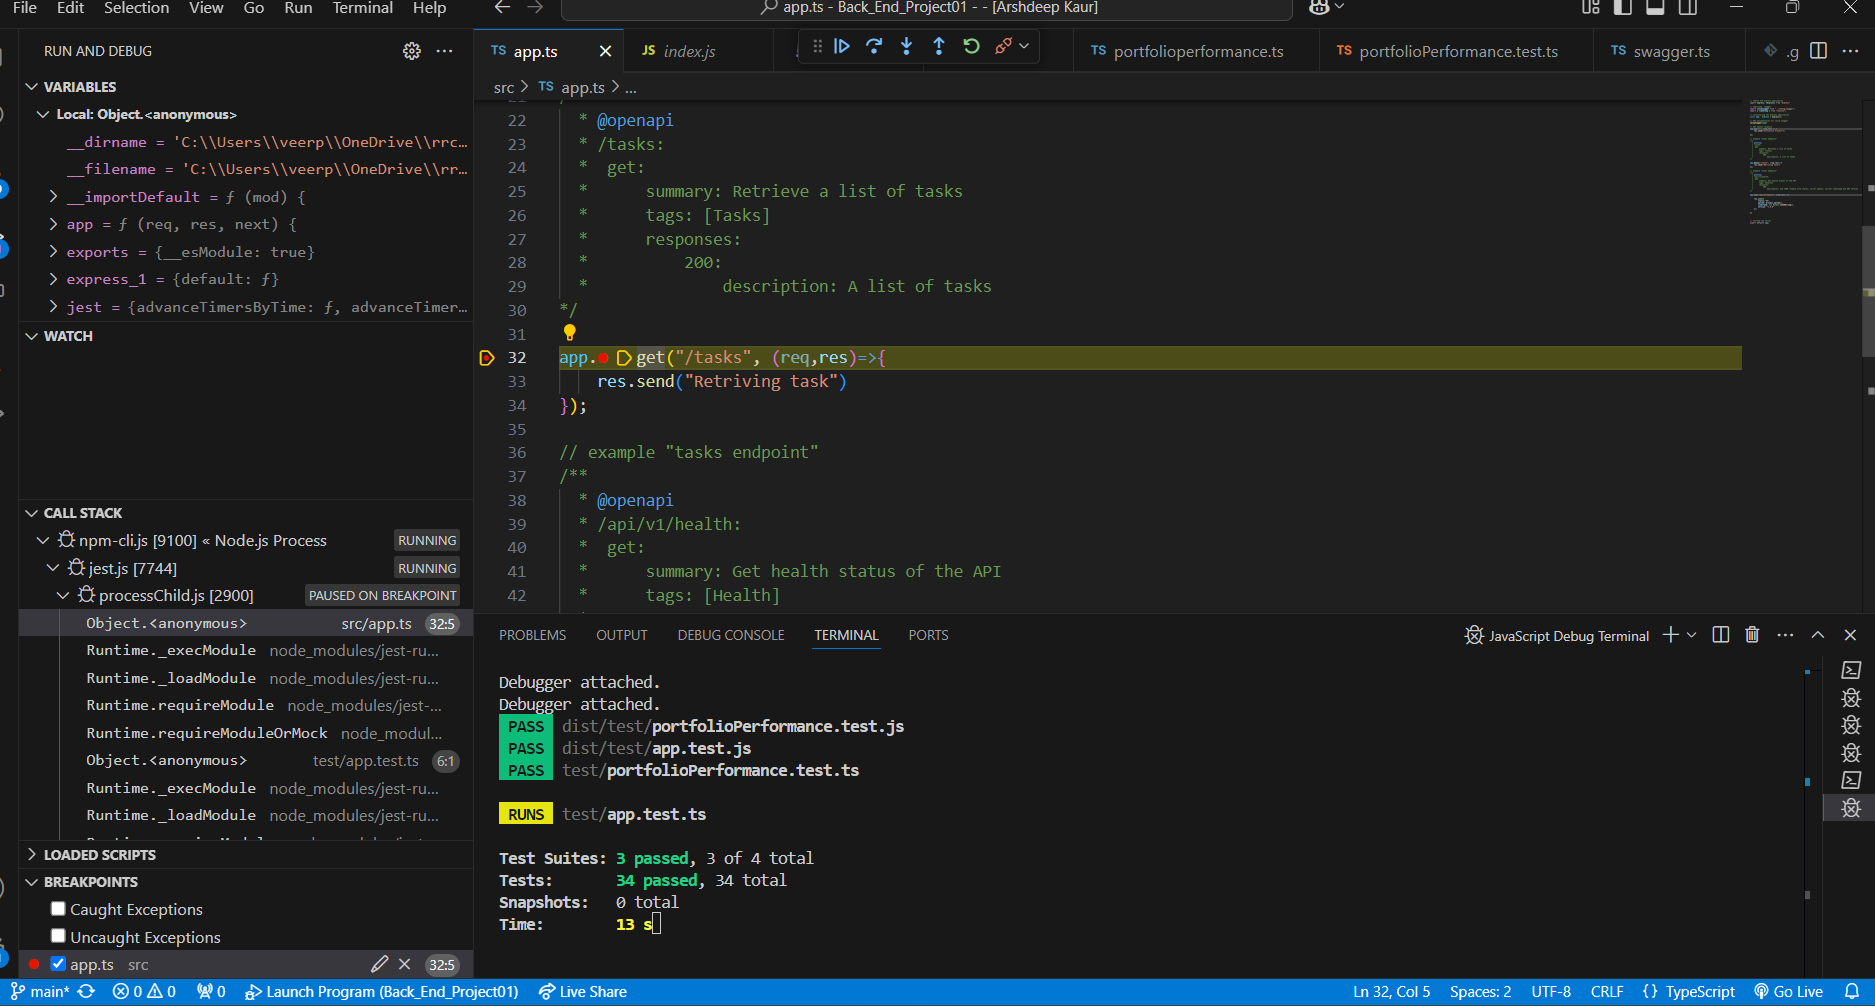 File Edit Selection View Go Run Terminal Help
app.ts - Back_End_Project01 - - [Arshdeep Kaur]
RUN AND DEBUG
VARIABLES
Local: Object.<anonymous>
__dirname = 'C:\\Users\\veerp\\OneDrive\\rrc…
__filename = 'C:\\Users\\veerp\\OneDrive\\rr…
__importDefault = ƒ (mod) {
app = ƒ (req, res, next) {
exports = {__esModule: true}
express_1 = {default: ƒ}
jest = {advanceTimersByTime: ƒ, advanceTimer…
WATCH
CALL STACK
npm-cli.js [9100] « Node.js Process RUNNING
jest.js [7744] RUNNING
processChild.js [2900] PAUSED ON BREAKPOINT
Object.<anonymous> src/app.ts 32:5
Runtime._execModule node_modules/jest-ru...
Runtime._loadModule node_modules/jest-ru...
Runtime.requireModule node_modules/jest-...
Runtime.requireModuleOrMock node_modul...
Object.<anonymous> test/app.test.ts 6:1
Runtime._execModule node_modules/jest-ru...
Runtime._loadModule node_modules/jest-ru...
LOADED SCRIPTS
BREAKPOINTS
Caught Exceptions
Uncaught Exceptions
app.ts src 32:5
TS app.ts JS index.js TS portfolioperformance.ts TS portfolioPerformance.test.ts TS swagger.ts .g
src > TS app.ts > ...
22 * @openapi
23 * /tasks:
24 * get:
25 * summary: Retrieve a list of tasks
26 * tags: [Tasks]
27 * responses:
28 * 200:
29 * description: A list of tasks
30 */
31
32 app.get("/tasks", (req,res)=>{
33 res.send("Retriving task")
34 });
35
36 // example "tasks endpoint"
37 /**
38 * @openapi
39 * /api/v1/health:
40 * get:
41 * summary: Get health status of the API
42 * tags: [Health]
PROBLEMS OUTPUT DEBUG CONSOLE TERMINAL PORTS JavaScript Debug Terminal
Debugger attached.
Debugger attached.
PASS dist/test/portfolioPerformance.test.js
PASS dist/test/app.test.js
PASS test/portfolioPerformance.test.ts
RUNS test/app.test.ts
Test Suites: 3 passed, 3 of 4 total
Tests: 34 passed, 34 total
Snapshots: 0 total
Time: 13 s
main* 0 0 0 Launch Program (Back_End_Project01) Live Share Ln 32, Col 5 Spaces: 2 UTF-8 CRLF {} TypeScript Go Live